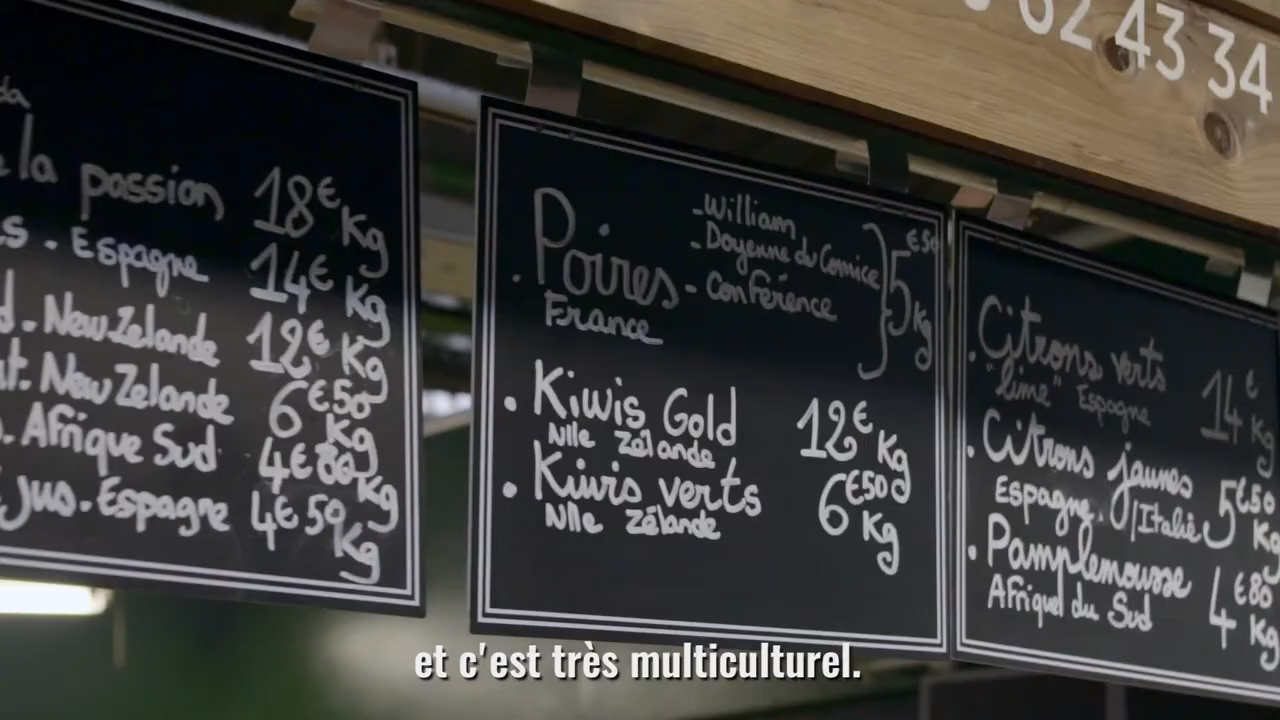 62 43 34
da
la passion 18€ Kg
s. Espagne 14€ Kg
d. New Zelande 12€ Kg
t. New Zelande 6€50 Kg
. Afrique Sud 4€80 Kg
jus. Espagne 4€50 Kg
. Poires
France
- William
- Doyenne du Comice
- Conférence
5€50 Kg
. Kiwis Gold 12€ Kg
Nlle Zélande
. Kiwis verts 6€50 Kg
Nlle Zélande
. Citrons verts 14€ Kg
"lime" Espagne
. Citrons jaunes 5€50 Kg
Espagne./Italie
. Pamplemousse 4€80 Kg
Afriquel du Sud
et c'est très multiculturel.